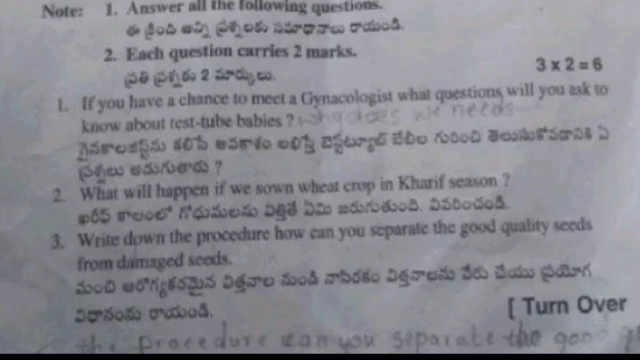 Note: 1. Answer all the following questions.
ఈ క్రింది అన్ని ప్రశ్నలకు సమాధానాలు రాయండి.
2. Each question carries 2 marks.
ప్రతి ప్రశ్నకు 2 మార్కులు.
3 x 2 = 6
1. If you have a chance to meet a Gynacologist what questions will you ask to
know about test-tube babies ? why does we needs
గైనకాలజిస్ట్‌ను కలిసే అవకాశం లభిస్తే టెస్ట్‌ట్యూబ్ బేబీల గురించి తెలుసుకోవడానికి ఏ
ప్రశ్నలు అడుగుతారు ?
2. What will happen if we sown wheat crop in Kharif season ?
ఖరీఫ్ కాలంలో గోధుమలను విత్తితే ఏమి జరుగుతుంది. వివరించండి.
3. Write down the procedure how can you separate the good quality seeds
from damaged seeds.
మంచి ఆరోగ్యకరమైన విత్తనాల నుండి నాసిరకం విత్తనాలను వేరు చేయు ప్రయోగ
విధానంను రాయండి.
[ Turn Over
the procedure can you separate the good